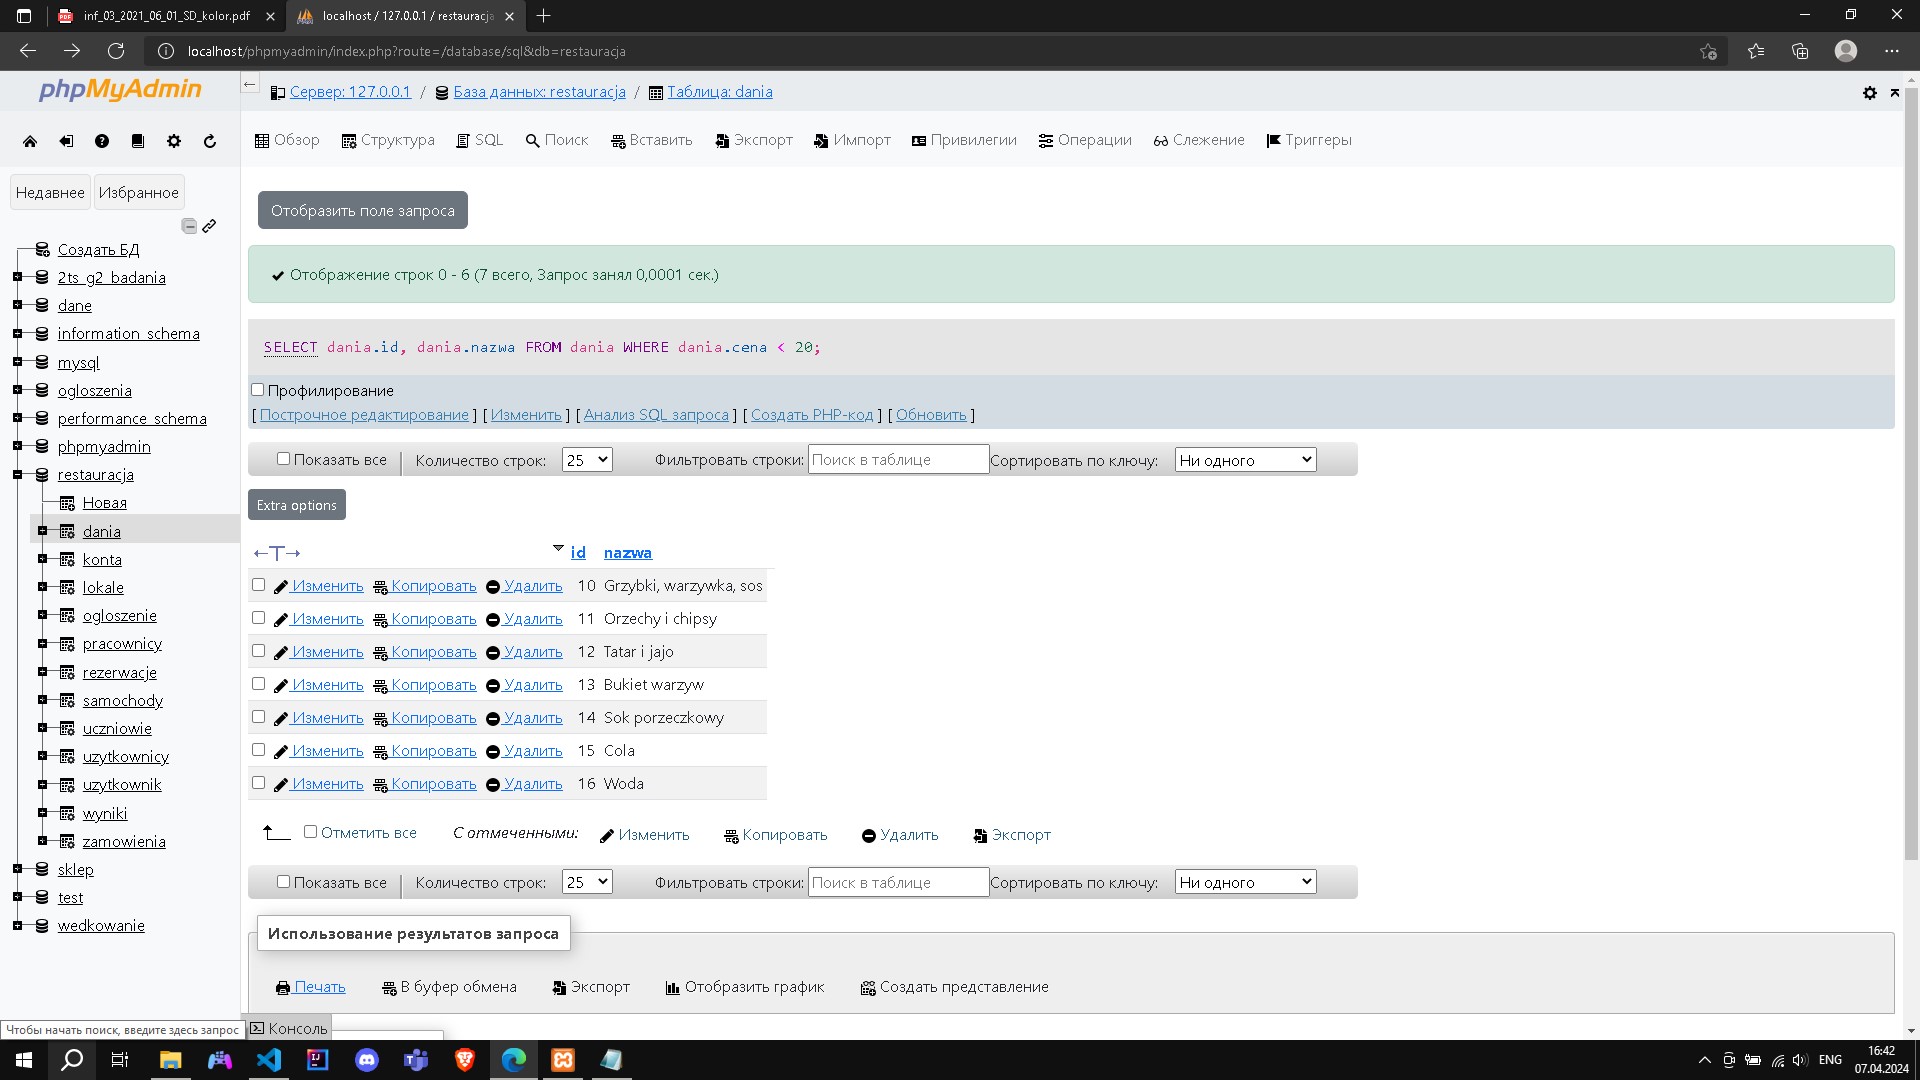 inf_03_2021_06_01_SD_kolor.pdf
localhost / 127.0.0.1 / restauracja
localhost/phpmyadmin/index.php?route=/database/sql&db=restauracja
phpMyAdmin
Недавнее Избранное
Создать БД
2ts_g2_badania
dane
information_schema
mysql
ogloszenia
performance_schema
phpmyadmin
restauracja
Новая
dania
konta
lokale
ogloszenie
pracownicy
rezerwacje
samochody
uczniowie
uzytkownicy
uzytkownik
wyniki
zamowienia
sklep
test
wedkowanie
Сервер: 127.0.0.1 / База данных: restauracja / Таблица: dania
Обзор Структура SQL Поиск Вставить Экспорт Импорт Привилегии Операции Слежение Триггеры
Отобразить поле запроса
Отображение строк 0 - 6 (7 всего, Запрос занял 0,0001 сек.)
SELECT dania.id, dania.nazwa FROM dania WHERE dania.cena < 20;
Профилирование
[ Построчное редактирование ] [ Изменить ] [ Анализ SQL запроса ] [ Создать PHP-код ] [ Обновить ]
Показать все | Количество строк: 25 Фильтровать строки: Поиск в таблице Сортировать по ключу: Ни одного
Extra options
←T→ id nazwa
Изменить Копировать Удалить 10 Grzybki, warzywka, sos
Изменить Копировать Удалить 11 Orzechy i chipsy
Изменить Копировать Удалить 12 Tatar i jajo
Изменить Копировать Удалить 13 Bukiet warzyw
Изменить Копировать Удалить 14 Sok porzeczkowy
Изменить Копировать Удалить 15 Cola
Изменить Копировать Удалить 16 Woda
Отметить все С отмеченными: Изменить Копировать Удалить Экспорт
Показать все | Количество строк: 25 Фильтровать строки: Поиск в таблице Сортировать по ключу: Ни одного
Использование результатов запроса
Печать В буфер обмена Экспорт Отобразить график Создать представление
Консоль
Чтобы начать поиск, введите здесь запрос
ENG
16:42
07.04.2024